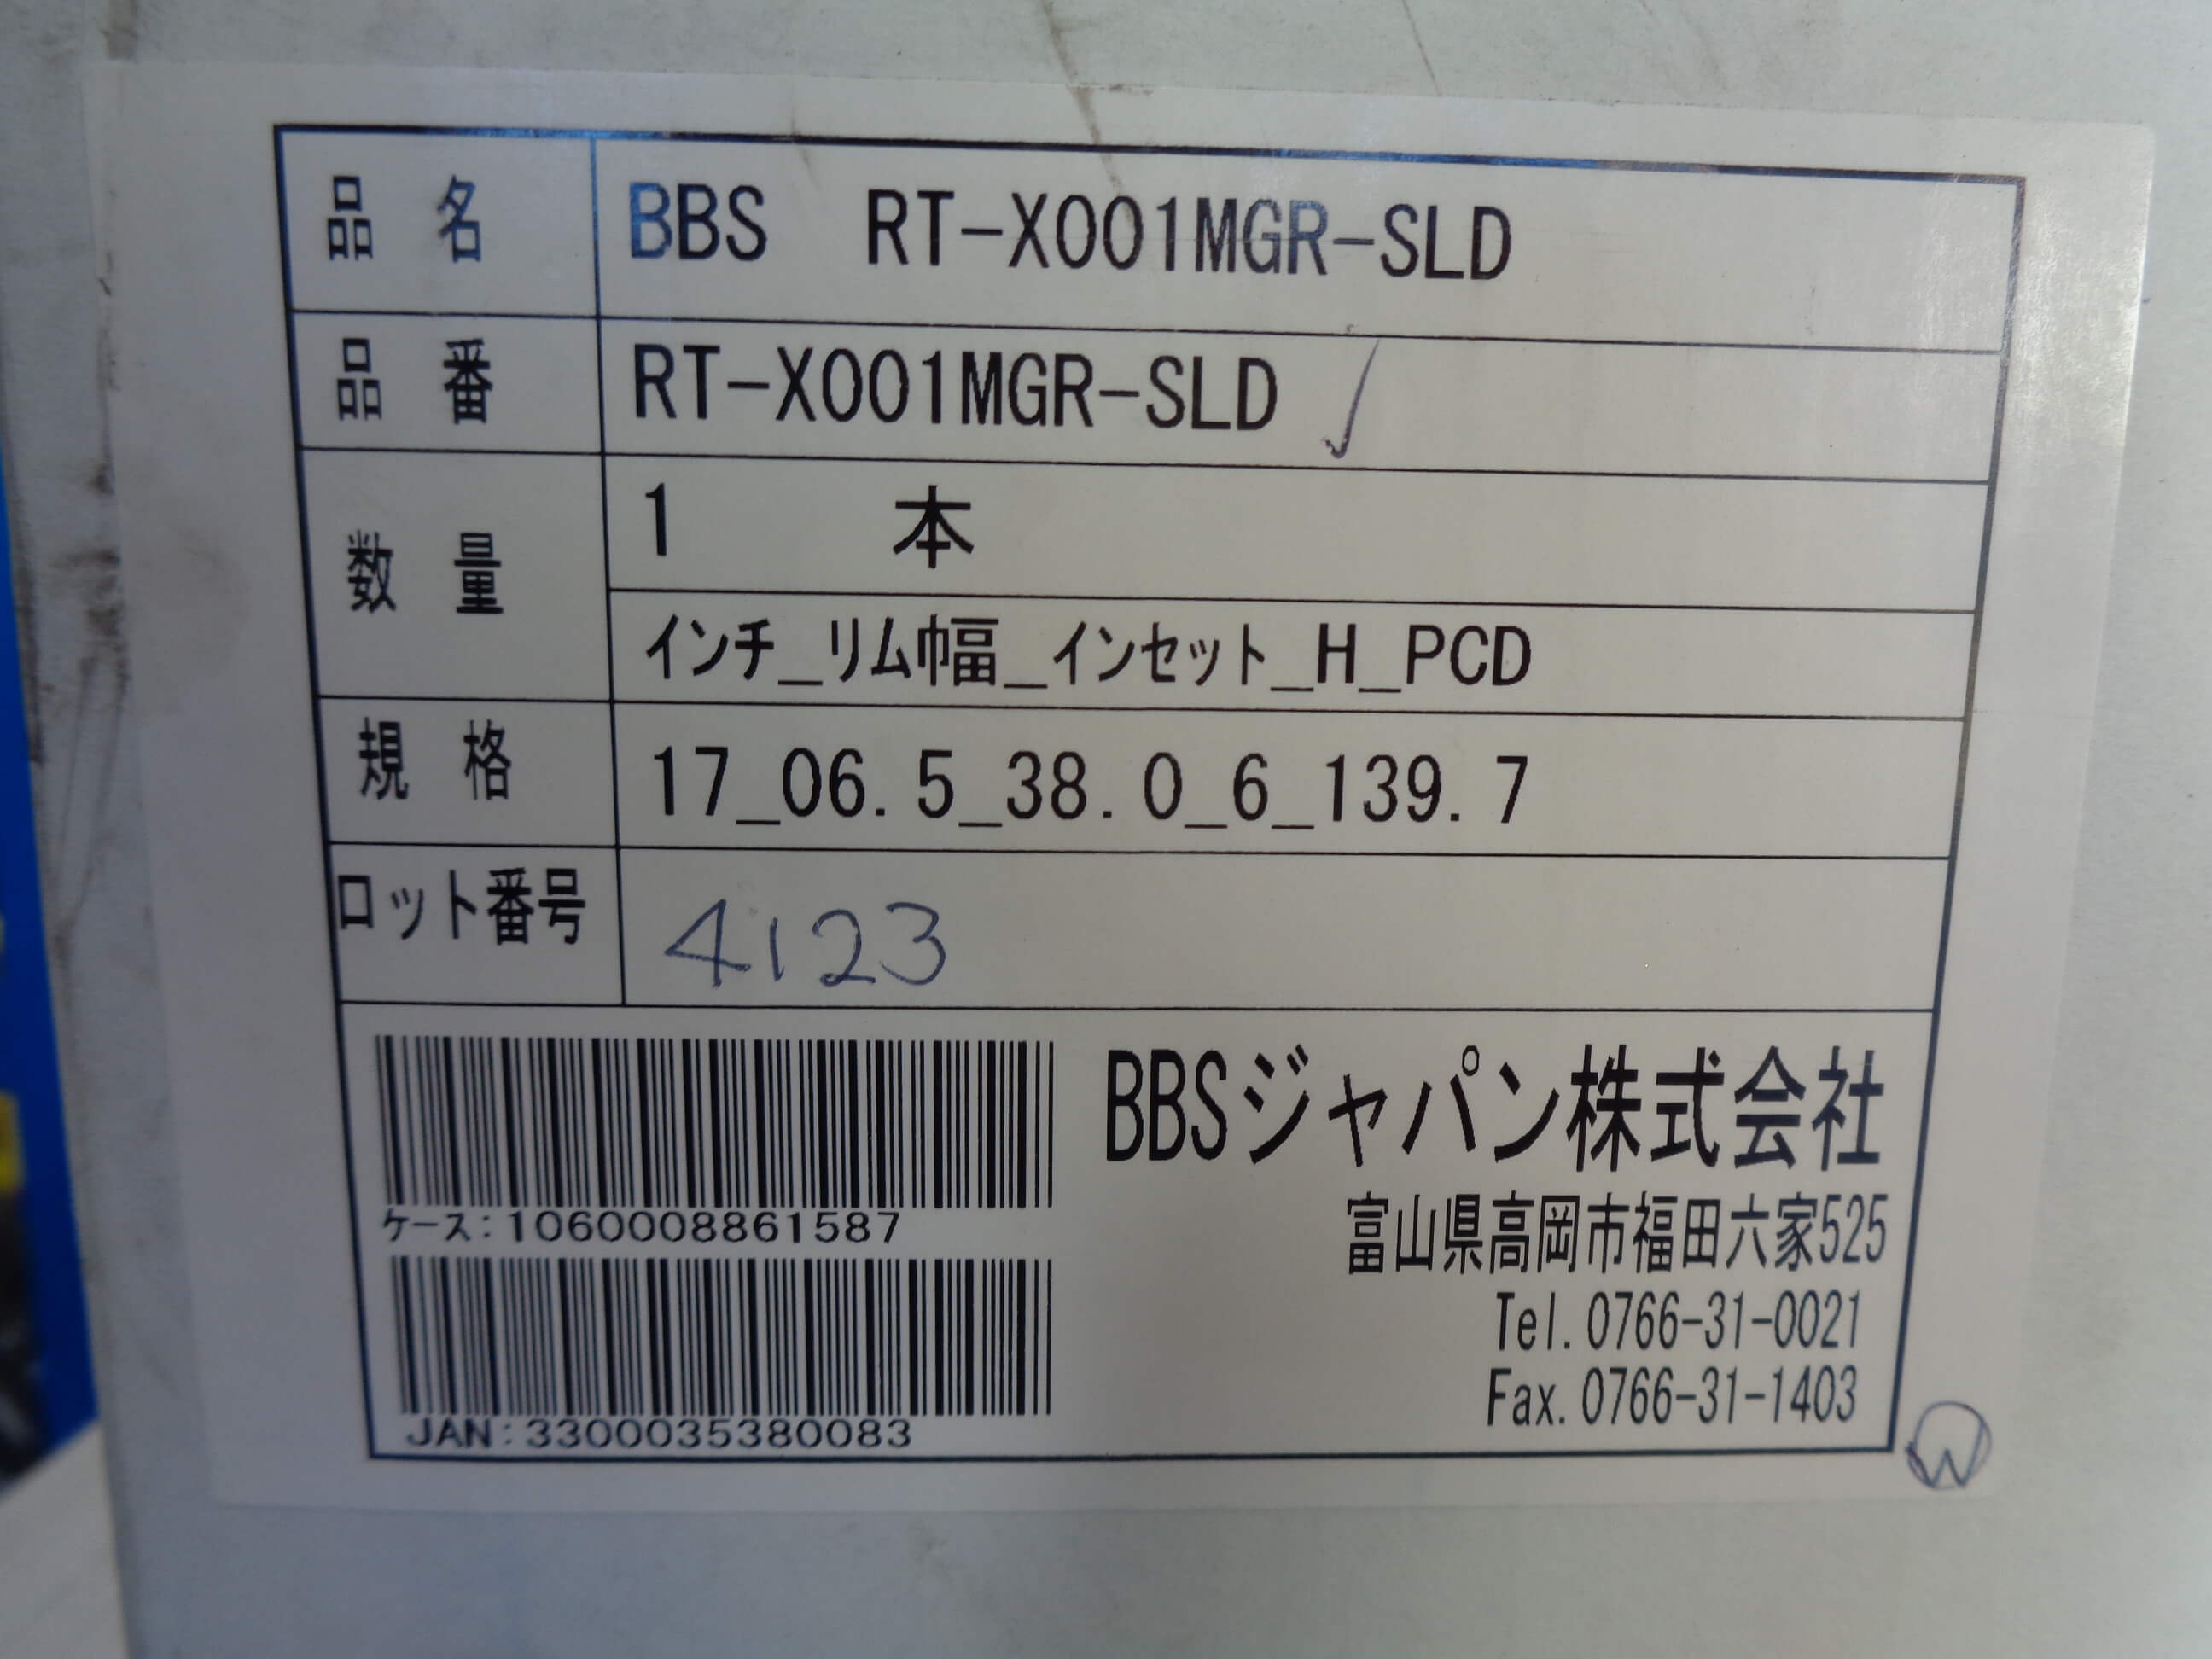 品名 BBS RT-X001MGR-SLD
品番 RT-X001MGR-SLD
数量 1 本
インチ_リム巾福_インセット_H_PCD
規格 17_06.5_38.0_6_139.7
ロット番号 4123
BBSジャパン株式会社
富山県高岡市福田六家525
Tel.0766-31-0021
Fax.0766-31-1403
ケース:1060008861587
JAN:3300035380083
W